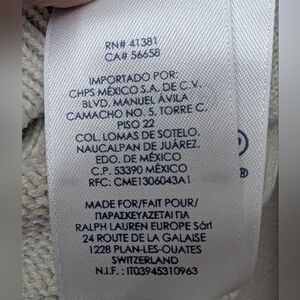 RN# 41381
CA# 56658
IMPORTADO POR:
CHPS MÉXICO S.A. DE C.V.
BLVD. MANUEL ÁVILA
CAMACHO NO. 5, TORRE C,
PISO 22
COL. LOMAS DE SOTELO,
NAUCALPAN DE JUÁREZ,
EDO. DE MÉXICO
C.P. 53390 MÉXICO
RFC: CME1306043A1
MADE FOR/FAIT POUR/
ΠΑΡΑΣΚΕΥΑΖΕΤΑΙ ΓΙΑ
RALPH LAUREN EUROPE Sàrl
24 ROUTE DE LA GALAISE
1228 PLAN-LES-OUATES
SWITZERLAND
N.I.F. : IT03945310963
®